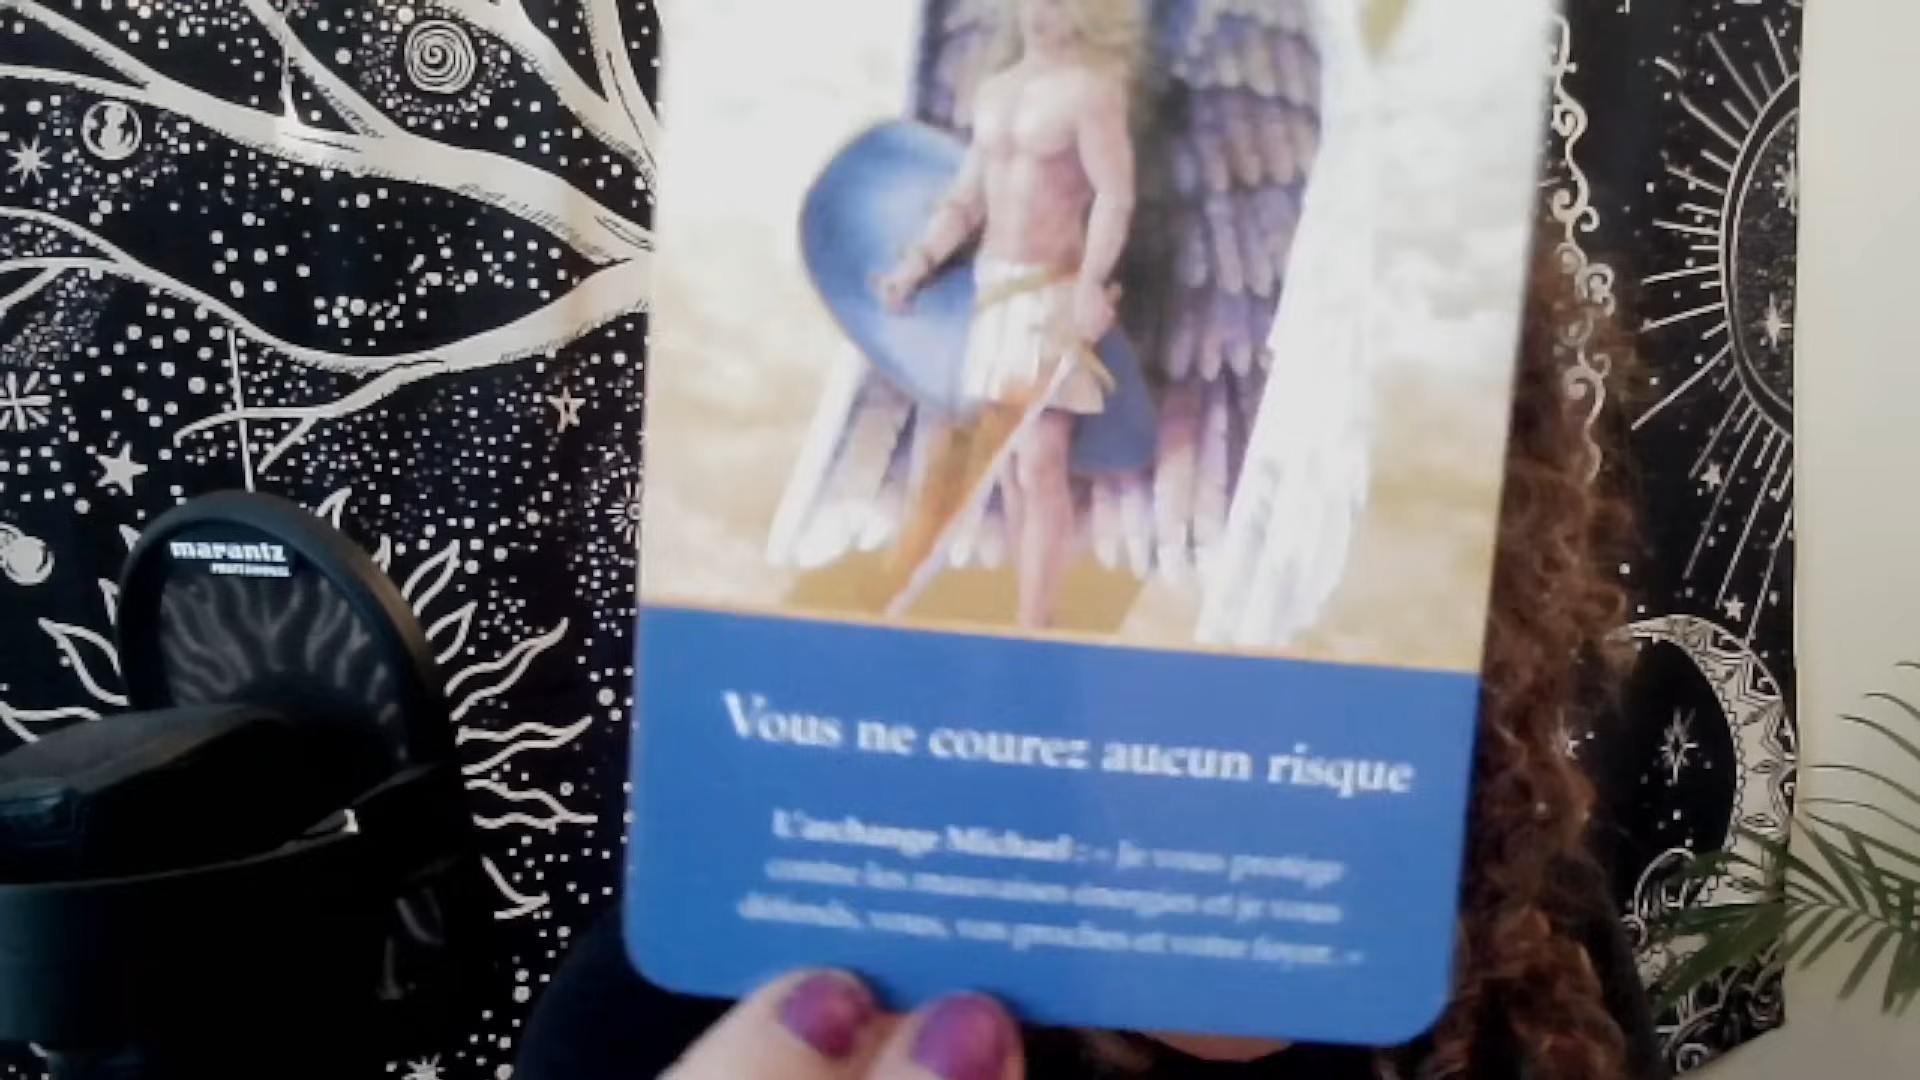 marantz
PROFESSIONAL
Vous ne courez aucun risque
L'archange Michael : « Je vous protège
contre les mauvaises énergies et je vous
défends, vous, vos proches et votre foyer. »